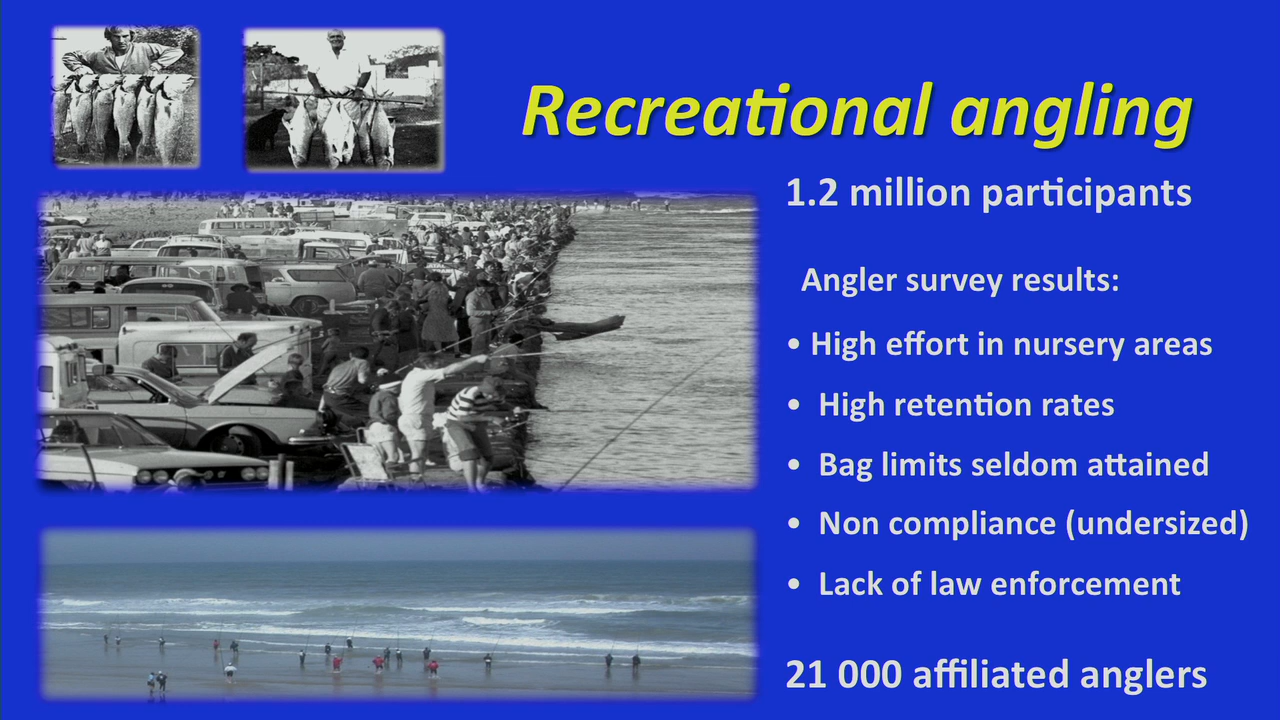 Recreational angling
1.2 million participants
Angler survey results:
• High effort in nursery areas
• High retention rates
• Bag limits seldom attained
• Non compliance (undersized)
• Lack of law enforcement
21 000 affiliated anglers